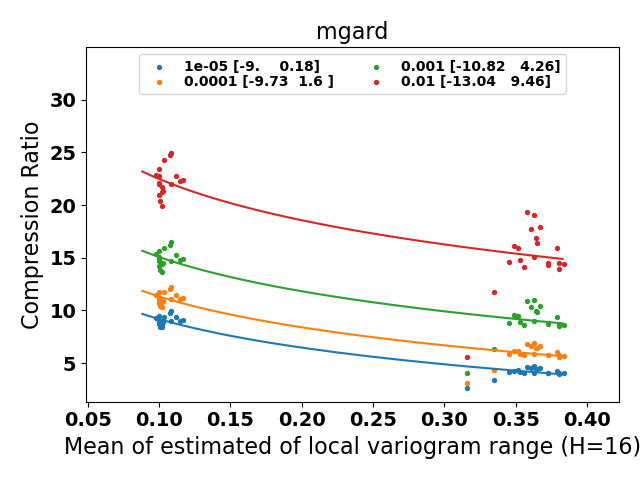 mgard
1e-05 [-9.    0.18]
0.0001 [-9.73  1.6 ]
0.001 [-10.82   4.26]
0.01 [-13.04   9.46]
Compression Ratio
30
25
20
15
10
5
0.05 0.10 0.15 0.20 0.25 0.30 0.35 0.40
Mean of estimated of local variogram range (H=16)